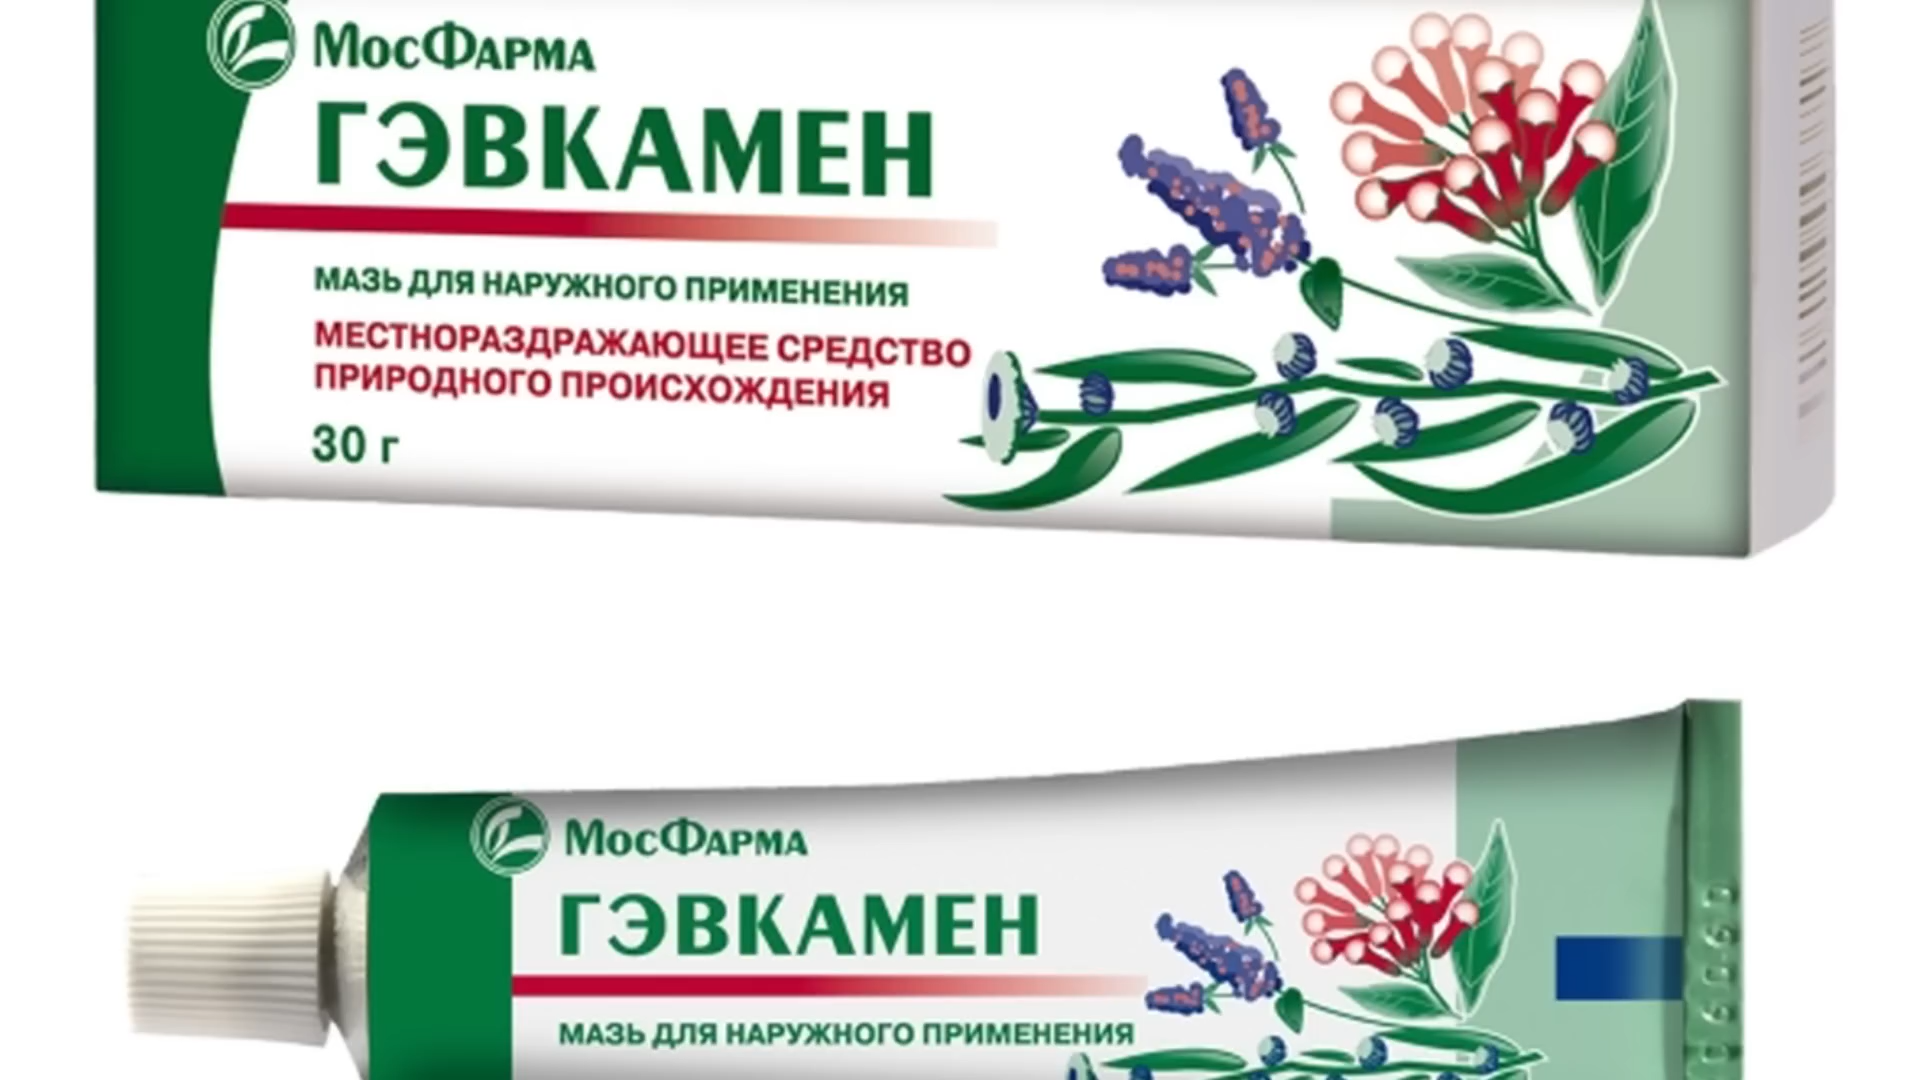 МосФарма
ГЭВКАМЕН
МАЗЬ ДЛЯ НАРУЖНОГО ПРИМЕНЕНИЯ
МЕСТНОРАЗДРАЖАЮЩЕЕ СРЕДСТВО
ПРИРОДНОГО ПРОИСХОЖДЕНИЯ
30 г
МосФарма
ГЭВКАМЕН
МАЗЬ ДЛЯ НАРУЖНОГО ПРИМЕНЕНИЯ